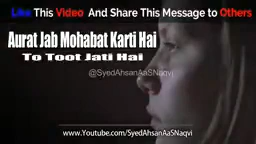 Like This Video And Share This Message to Others
Aurat Jab Mohabat Karti Hai
To Toot Jati Hai
@SyedAhsanAaSNaqvi
www.Youtube.com/SyedAhsanAaSNaqvi